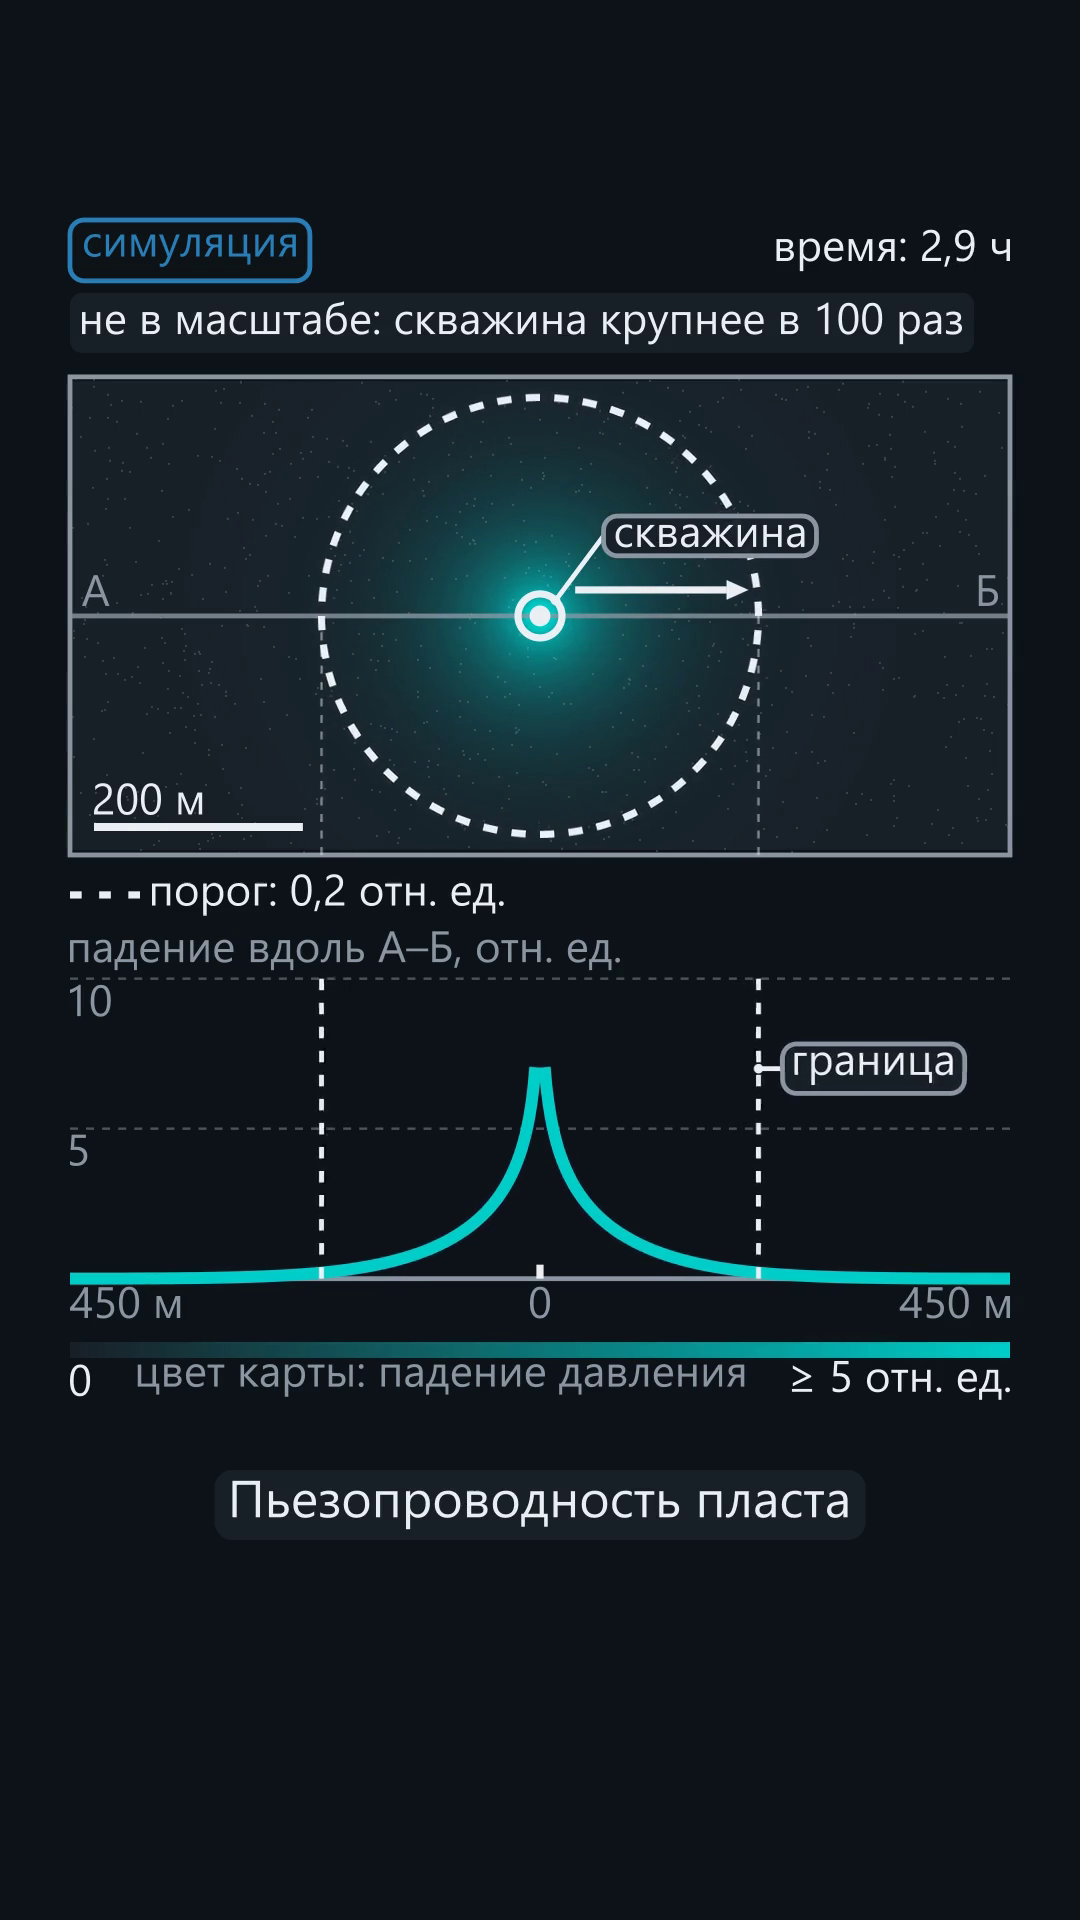 симуляция
время: 2,9 ч
не в масштабе: скважина крупнее в 100 раз
скважина
А
Б
200 м
порог: 0,2 отн. ед.
падение вдоль А–Б, отн. ед.
10
граница
5
450 м
0
450 м
0
цвет карты: падение давления
≥ 5 отн. ед.
Пьезопроводность пласта